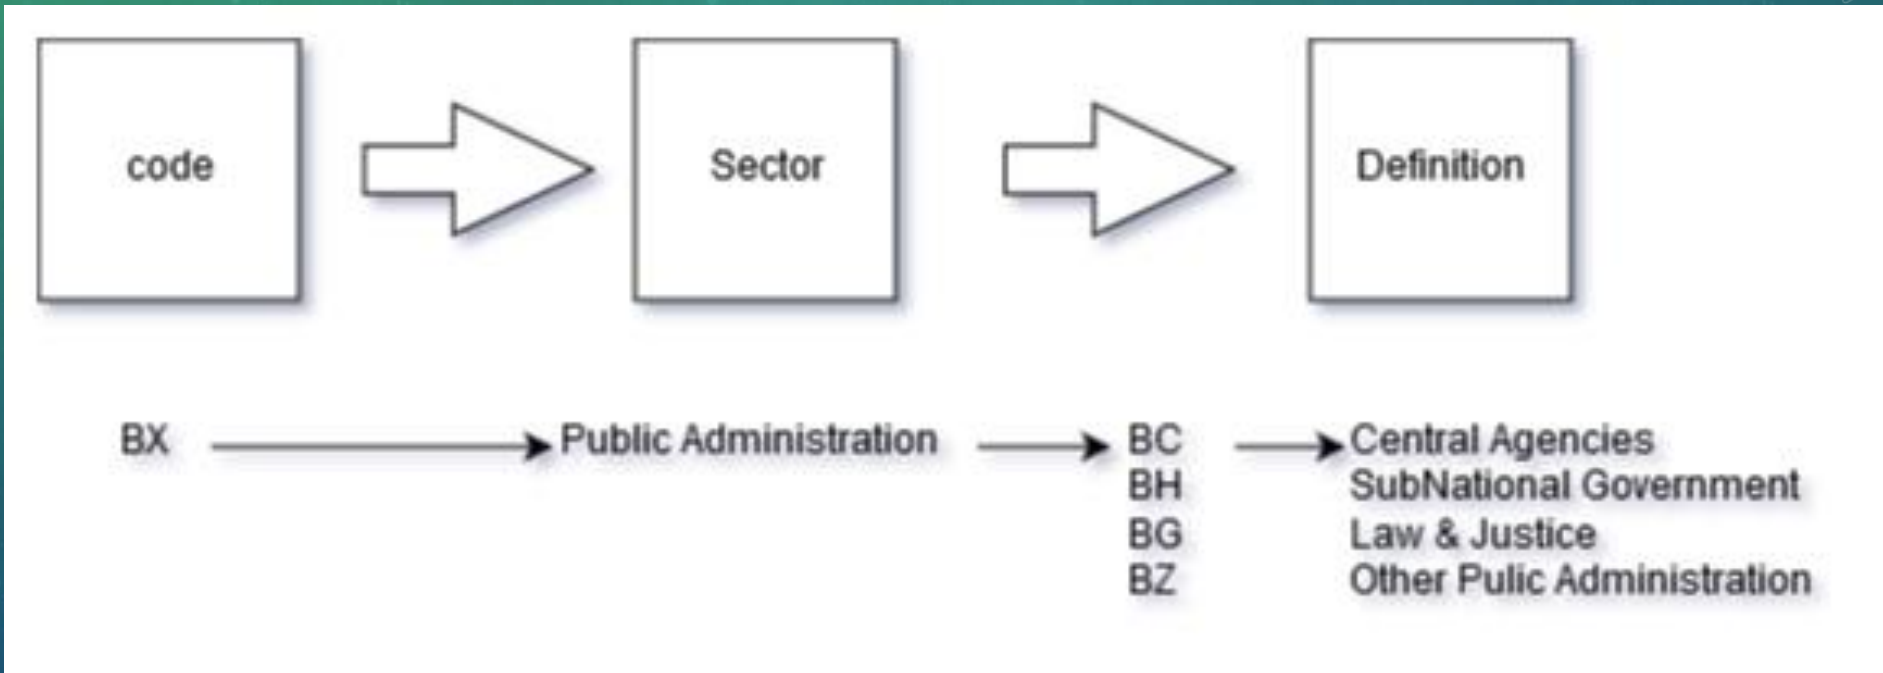 code
Sector
Definition
BX
Public Administration
BC
Central Agencies
BH
SubNational Government
BG
Law & Justice
BZ
Other Pulic Administration